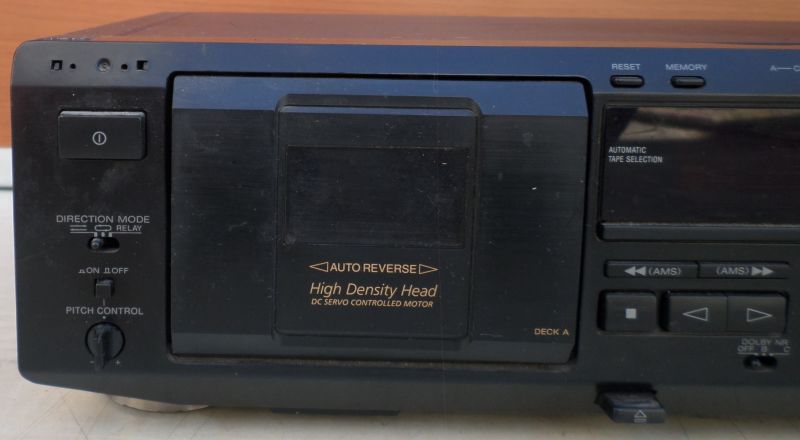 RESET MEMORY
AUTOMATIC
TAPE SELECTION
DIRECTION MODE
RELAY
ON OFF
PITCH CONTROL
AUTO REVERSE
High Density Head
DC SERVO CONTROLLED MOTOR
DECK A
(AMS) (AMS)
DOLBY NR
OFF B C